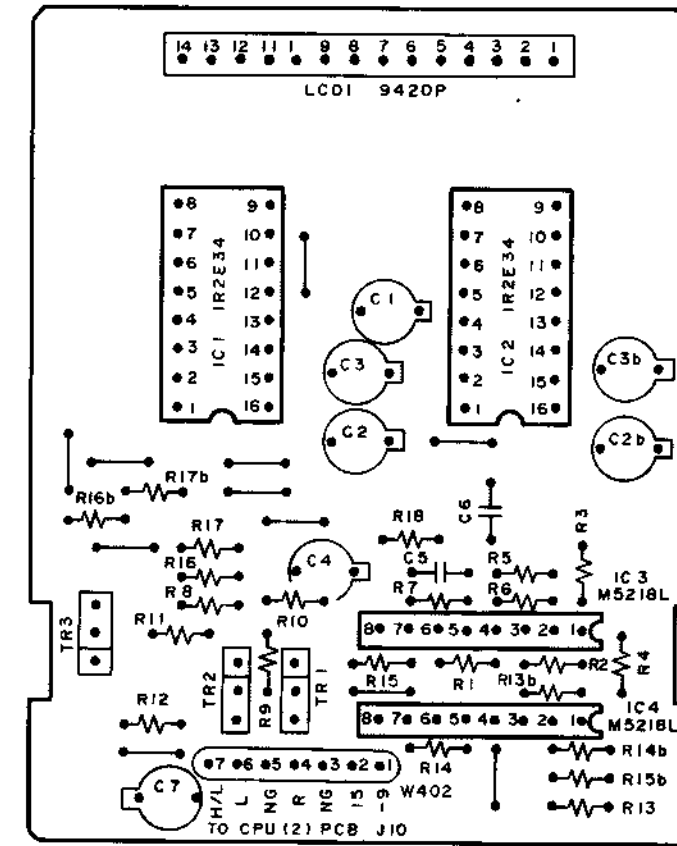 14 13 12 11 1 9 8 7 6 5 4 3 2 1
LCD1 942DP
8 9
7 10
6 11
5 12
4 13
3 14
2 15
1 16
IC1 IR2E34
8 9
7 10
6 11
5 12
4 13
3 14
2 15
1 16
IC2 IR2E34
C1
C3
C3b
C2
C2b
R17b
R16b
C6
R3
R18
R17
C4
C5
R5
IC3
M5218L
R16
R7
R6
R8
R10
R11
TR3
8 7 6 5 4 3 2 1
R4
R2
TR2
R9
TR1
R15
R1
R13b
IC4
M5218L
R12
8 7 6 5 4 3 2 1
R14
R14b
7 6 5 4 3 2 1
W402
R15b
C7
H/L
L
NG
R
NG
15
-9
R13
TO CPU (2) PCB J10